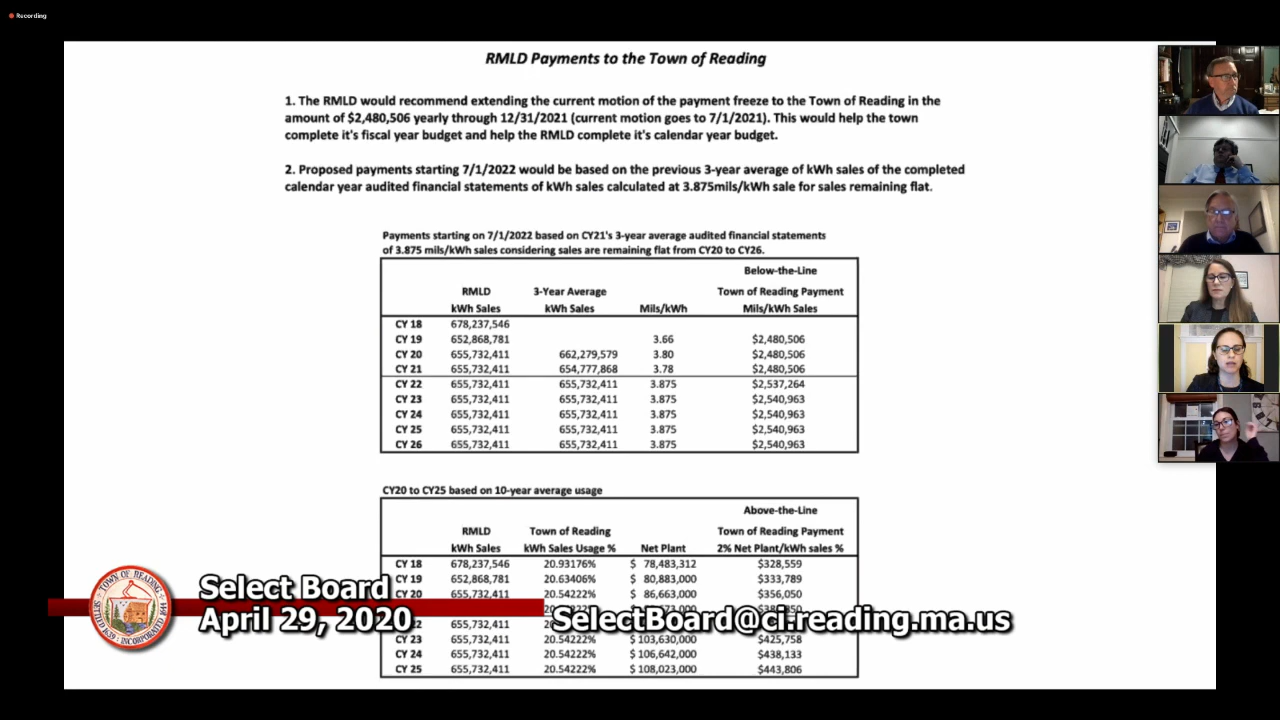 Recording
RMLD Payments to the Town of Reading
1. The RMLD would recommend extending the current motion of the payment freeze to the Town of Reading in the
amount of $2,480,506 yearly through 12/31/2021 (current motion goes to 7/1/2021). This would help the town
complete it's fiscal year budget and help the RMLD complete it's calendar year budget.
2. Proposed payments starting 7/1/2022 would be based on the previous 3-year average of kWh sales of the completed
calendar year audited financial statements of kWh sales calculated at 3.875mils/kWh sale for sales remaining flat.
Payments starting on 7/1/2022 based on CY21's 3-year average audited financial statements
of 3.875 mils/kWh sales considering sales are remaining flat from CY20 to CY26.
Below-the-Line
RMLD 3-Year Average Town of Reading Payment
kWh Sales kWh Sales Mils/kWh Mils/kWh Sales
CY 18 678,237,546
CY 19 652,868,781 3.66 $2,480,506
CY 20 655,732,411 662,279,579 3.80 $2,480,506
CY 21 655,732,411 654,777,868 3.78 $2,480,506
CY 22 655,732,411 655,732,411 3.875 $2,537,264
CY 23 655,732,411 655,732,411 3.875 $2,540,963
CY 24 655,732,411 655,732,411 3.875 $2,540,963
CY 25 655,732,411 655,732,411 3.875 $2,540,963
CY 26 655,732,411 655,732,411 3.875 $2,540,963
CY20 to CY25 based on 10-year average usage
Above-the-Line
RMLD Town of Reading Town of Reading Payment
kWh Sales kWh Sales Usage % Net Plant 2% Net Plant/kWh sales %
CY 18 678,237,546 20.93176% $ 78,483,312 $328,559
CY 19 652,868,781 20.63406% $ 80,883,000 $333,789
CY 20 655,732,411 20.54222% $ 86,663,000 $356,050
22 655,732,411
CY 23 655,732,411 20.54222% $ 103,630,000 $425,758
CY 24 655,732,411 20.54222% $ 106,642,000 $438,133
CY 25 655,732,411 20.54222% $ 108,023,000 $443,806
TOWN OF READING
SETTLED 1639 INCORPORATED 1644
Select Board
April 29, 2020
SelectBoard@ci.reading.ma.us